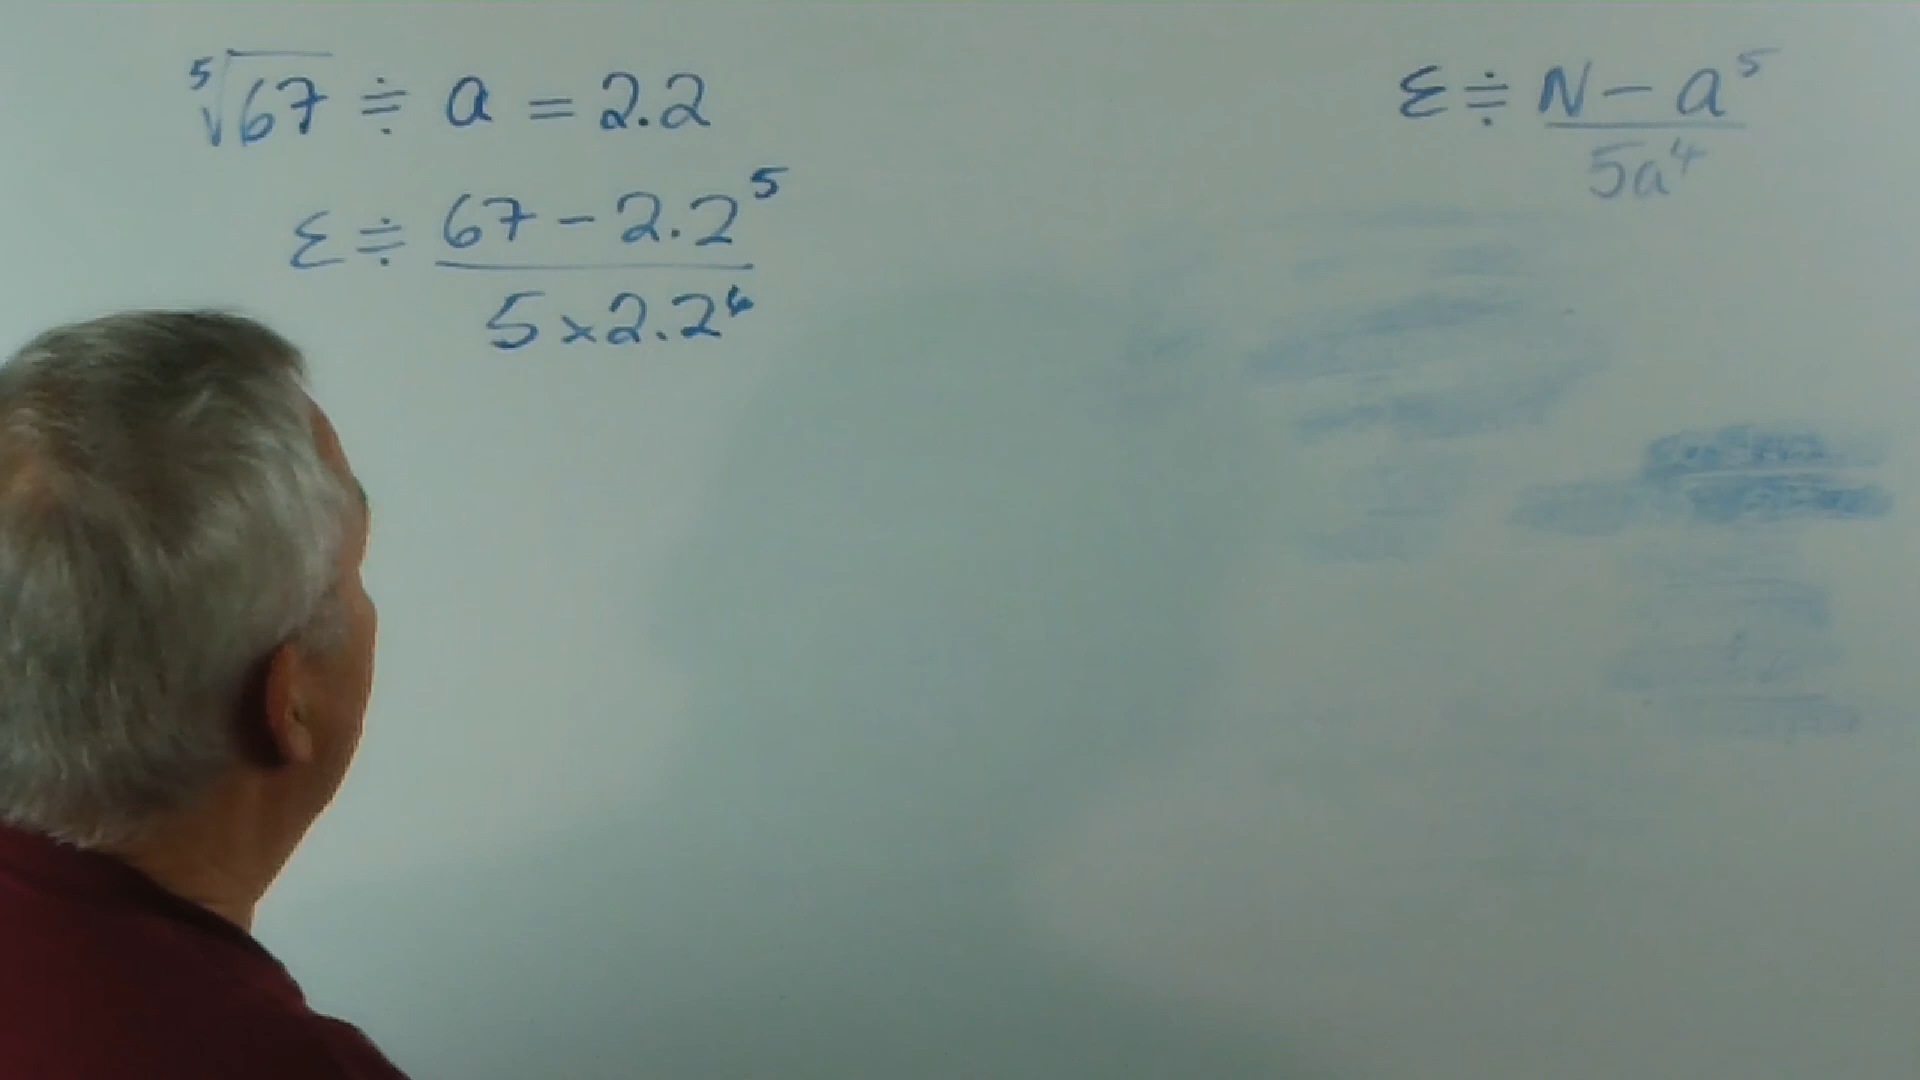 ⁵√67 ≑ a = 2.2
ε ≑ (67 - 2.2⁵) / (5 × 2.2⁴)
ε ≑ (N - a⁵) / (5a⁴)